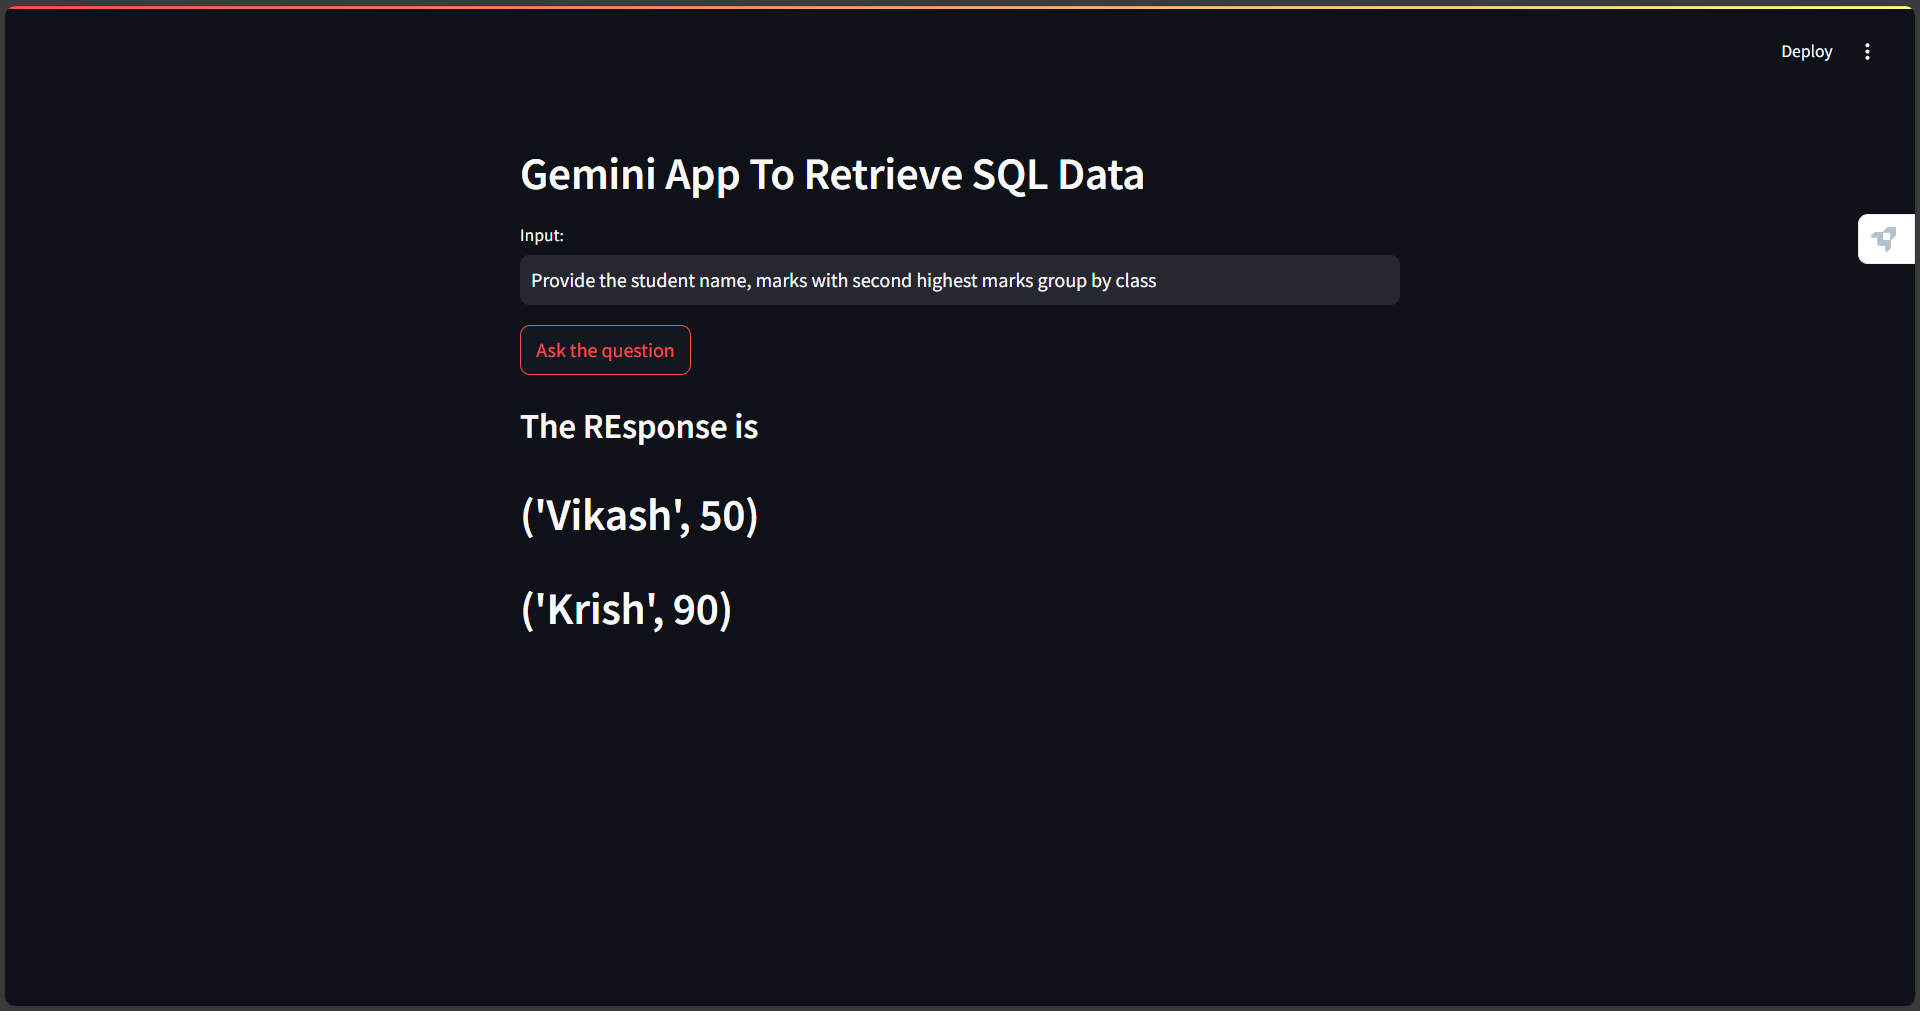 Deploy
Gemini App To Retrieve SQL Data
Input:
Provide the student name, marks with second highest marks group by class
Ask the question
The REsponse is
('Vikash', 50)
('Krish', 90)